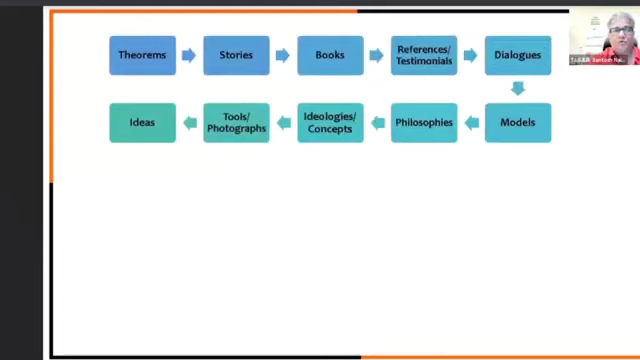 Theorems
Stories
Books
References/
Testimonials
Dialogues
Ideas
Tools/
Photographs
Ideologies/
Concepts
Philosophies
Models